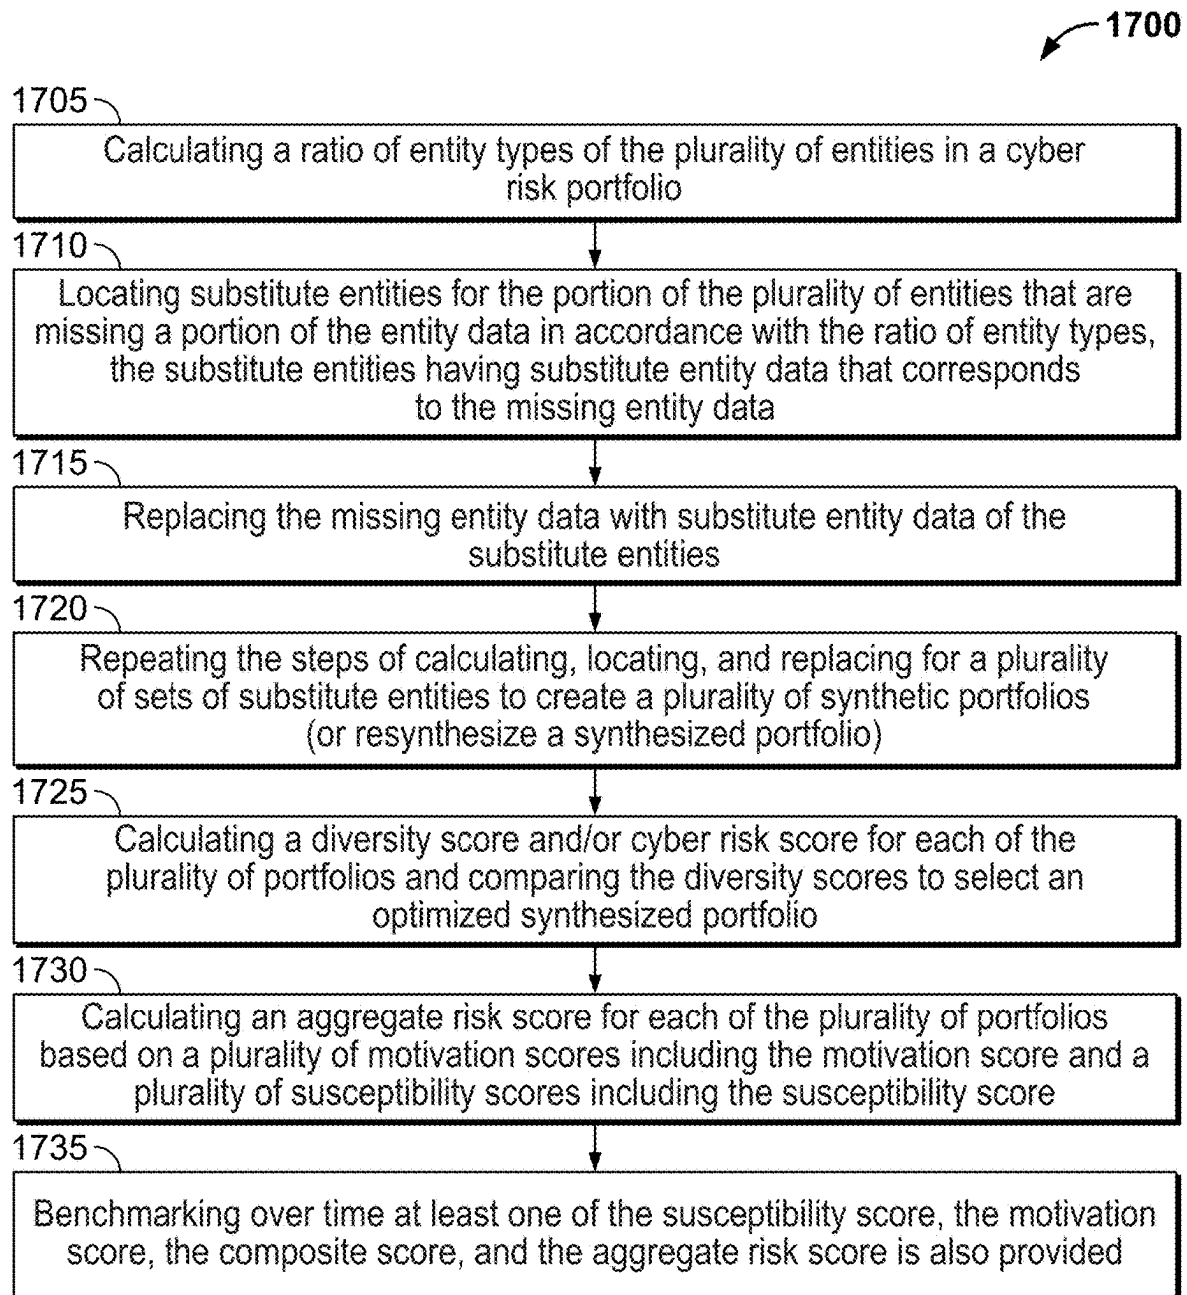 1700
1705
Calculating a ratio of entity types of the plurality of entities in a cyber
risk portfolio
1710
Locating substitute entities for the portion of the plurality of entities that are
missing a portion of the entity data in accordance with the ratio of entity types,
the substitute entities having substitute entity data that corresponds
to the missing entity data
1715
Replacing the missing entity data with substitute entity data of the
substitute entities
1720
Repeating the steps of calculating, locating, and replacing for a plurality
of sets of substitute entities to create a plurality of synthetic portfolios
(or resynthesize a synthesized portfolio)
1725
Calculating a diversity score and/or cyber risk score for each of the
plurality of portfolios and comparing the diversity scores to select an
optimized synthesized portfolio
1730
Calculating an aggregate risk score for each of the plurality of portfolios
based on a plurality of motivation scores including the motivation score and a
plurality of susceptibility scores including the susceptibility score
1735
Benchmarking over time at least one of the susceptibility score, the motivation
score, the composite score, and the aggregate risk score is also provided